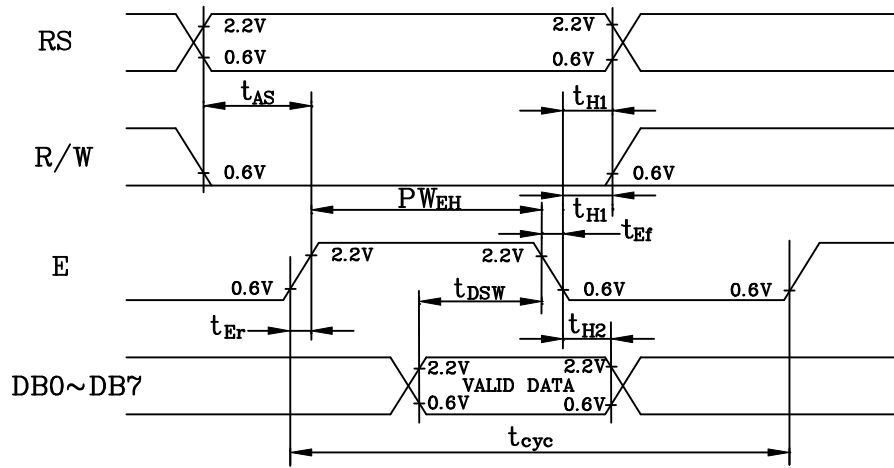 RS
2.2V
2.2V
0.6V
0.6V
tAS
tH1
R/W
0.6V
0.6V
PWEH
tH1
tEf
E
2.2V
2.2V
0.6V
0.6V
0.6V
tDSW
tEr
tH2
DB0~DB7
2.2V
VALID DATA
2.2V
0.6V
0.6V
tcyc